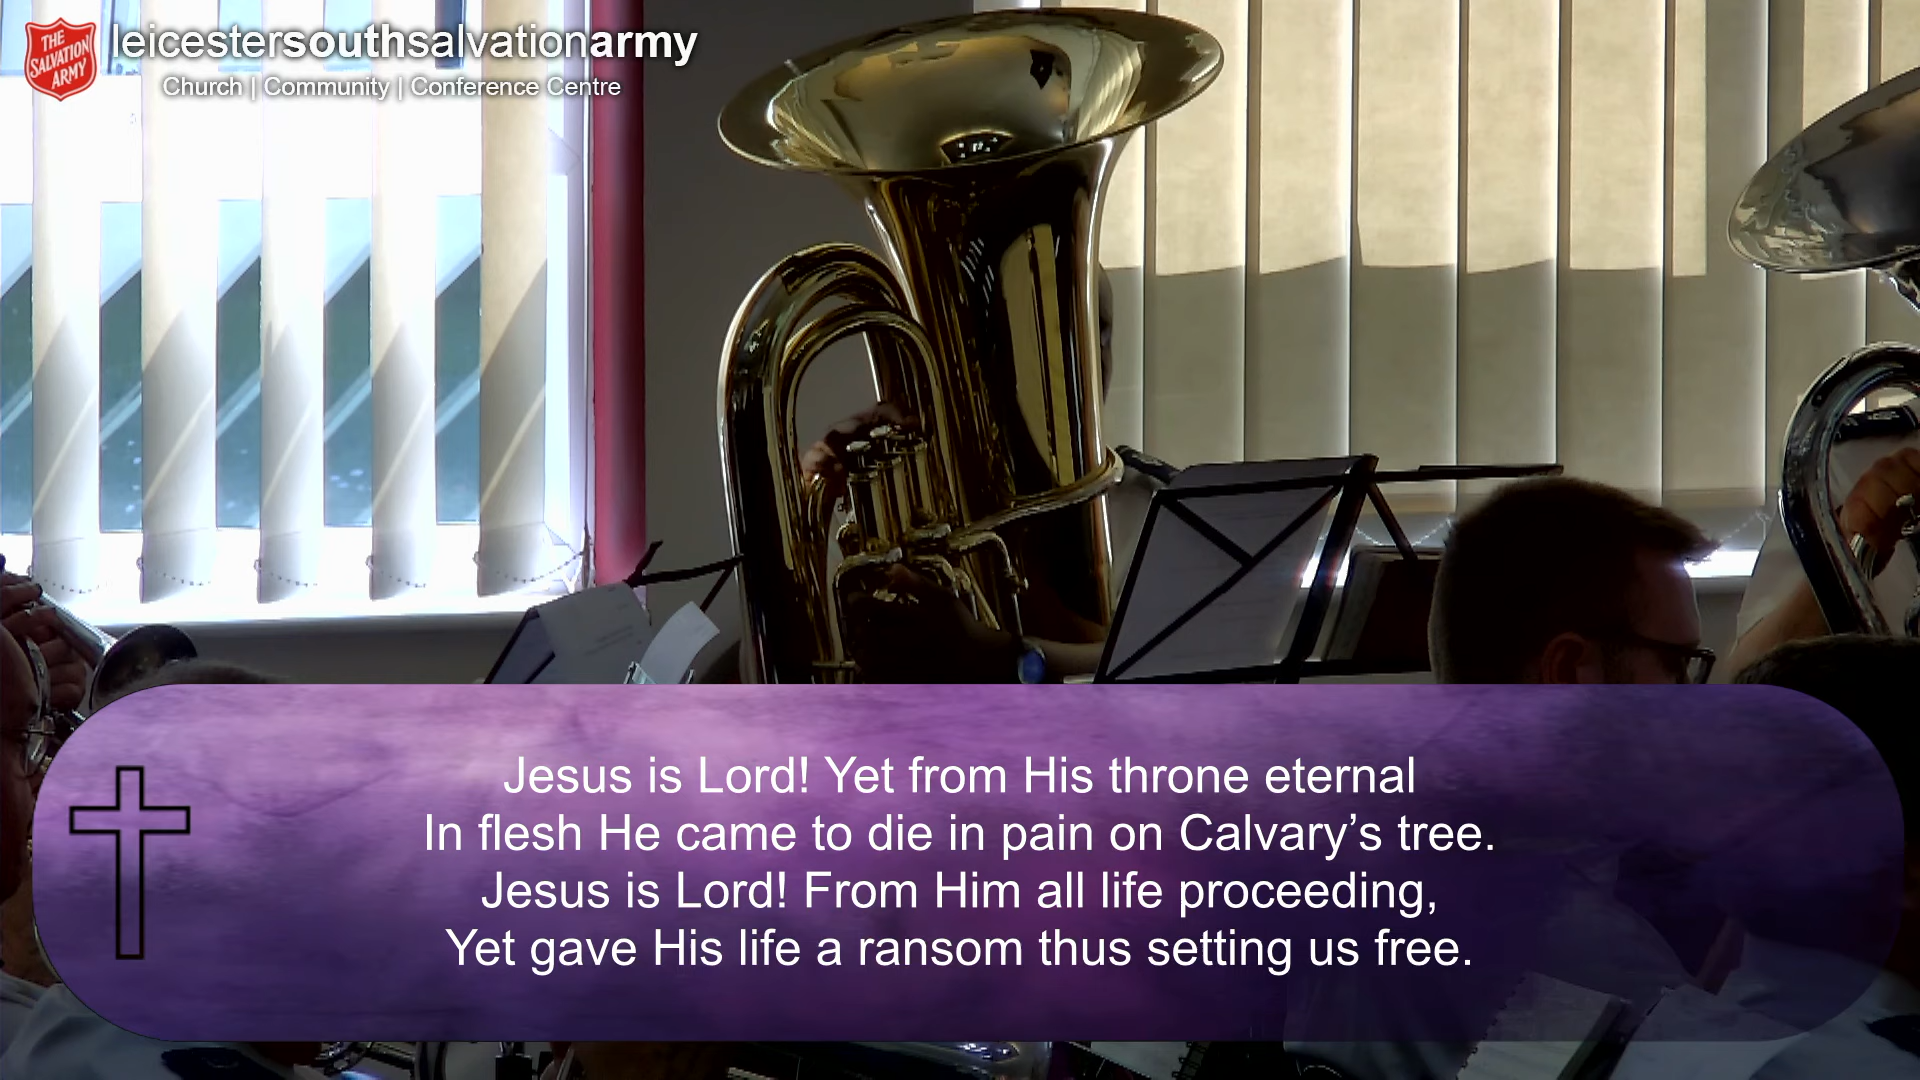 THE
SALVATION
ARMY
leicestersouthsalvationarmy
Church | Community | Conference Centre
Jesus is Lord! Yet from His throne eternal
In flesh He came to die in pain on Calvary’s tree.
Jesus is Lord! From Him all life proceeding,
Yet gave His life a ransom thus setting us free.